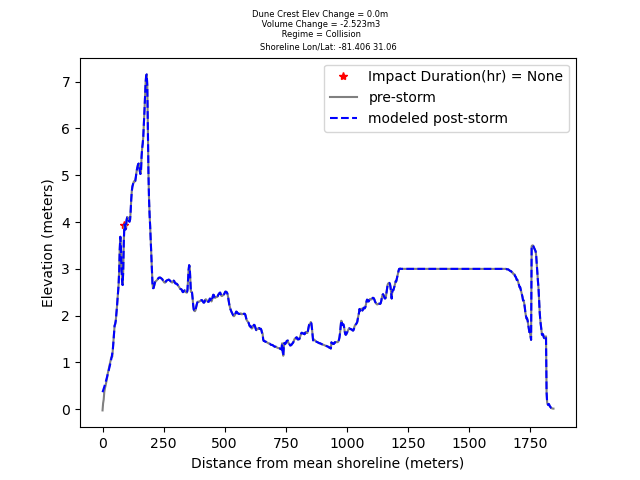 Dune Crest Elev Change = 0.0m
Volume Change = -2.523m3
Regime = Collision
Shoreline Lon/Lat: -81.406 31.06
Impact Duration(hr) = None
pre-storm
modeled post-storm
Elevation (meters)
7
6
5
4
3
2
1
0
0 250 500 750 1000 1250 1500 1750
Distance from mean shoreline (meters)